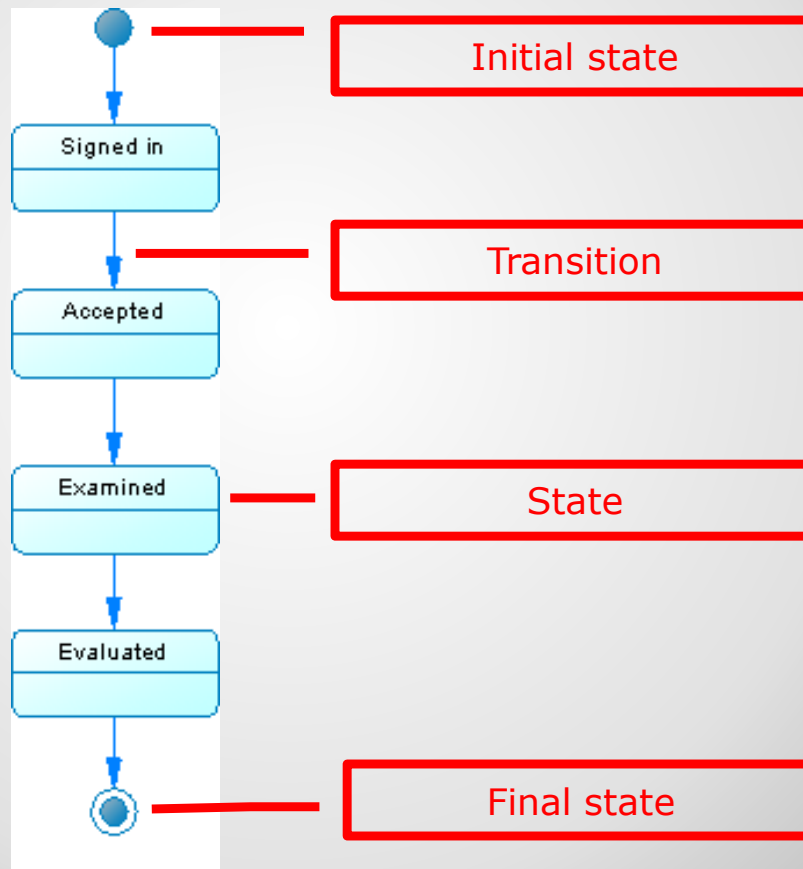 Initial state
Signed in
Transition
Accepted
Examined
State
Evaluated
Final state